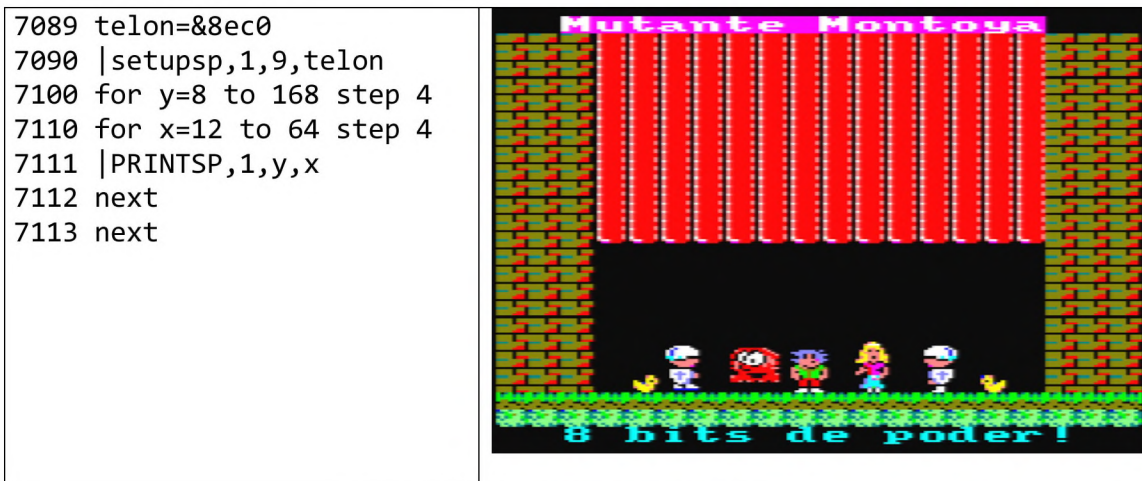 7089 telon=&8ec0
7090 |setupsp,1,9,telon
7100 for y=8 to 168 step 4
7110 for x=12 to 64 step 4
7111 |PRINTSP,1,y,x
7112 next
7113 next
Mutante Montoya
8 bits de poder!